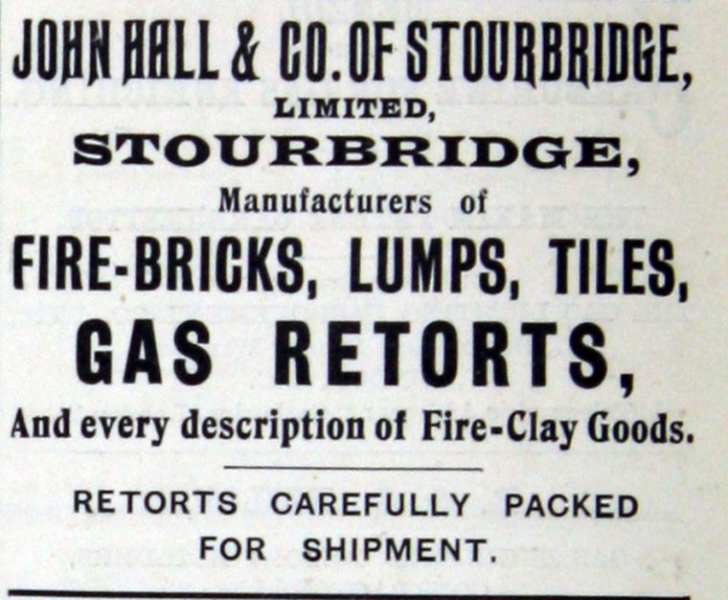 JOHN HALL & CO. OF STOURBRIDGE,
LIMITED,
STOURBRIDGE,
Manufacturers of
FIRE-BRICKS, LUMPS, TILES,
GAS RETORTS,
And every description of Fire-Clay Goods.
RETORTS CAREFULLY PACKED
FOR SHIPMENT.